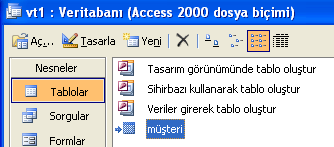 vt1 : Veritabanı (Access 2000 dosya biçimi)
Aç... Tasarla Yeni
Nesneler
Tablolar
Sorgular
Formlar
Tasarım görünümünde tablo oluştur
Sihirbazı kullanarak tablo oluştur
Veriler girerek tablo oluştur
müşteri